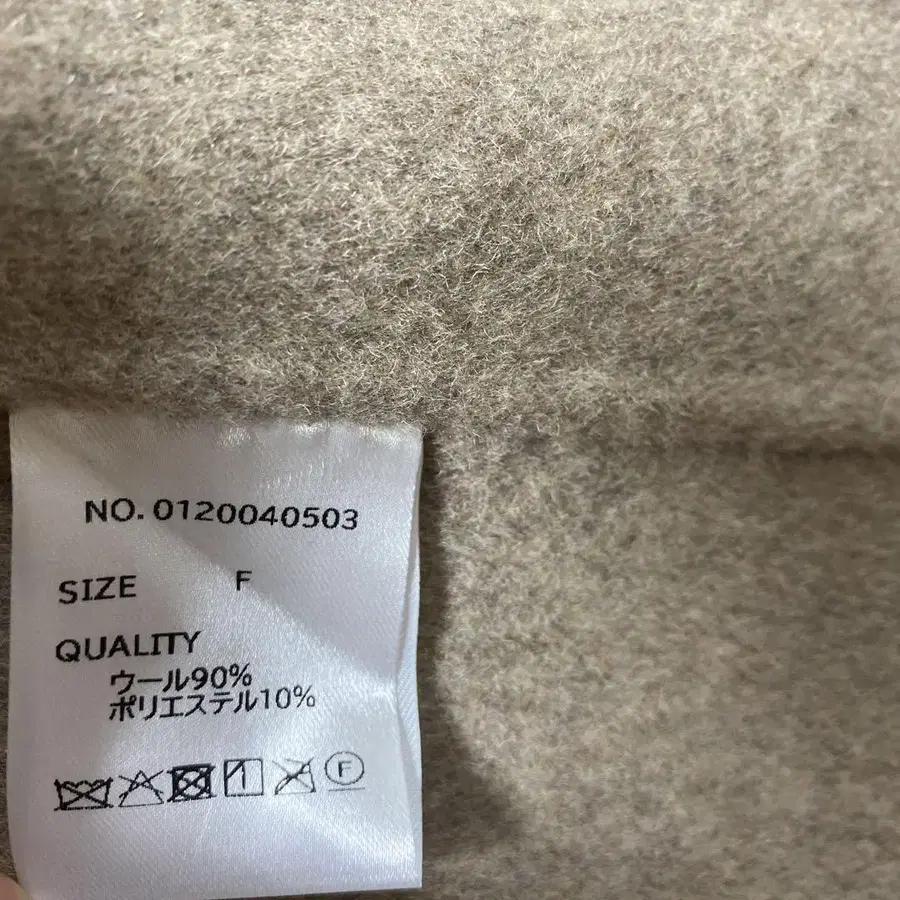 NO. 0120040503
SIZE F
QUALITY
ウール90%
ポリエステル10%
F